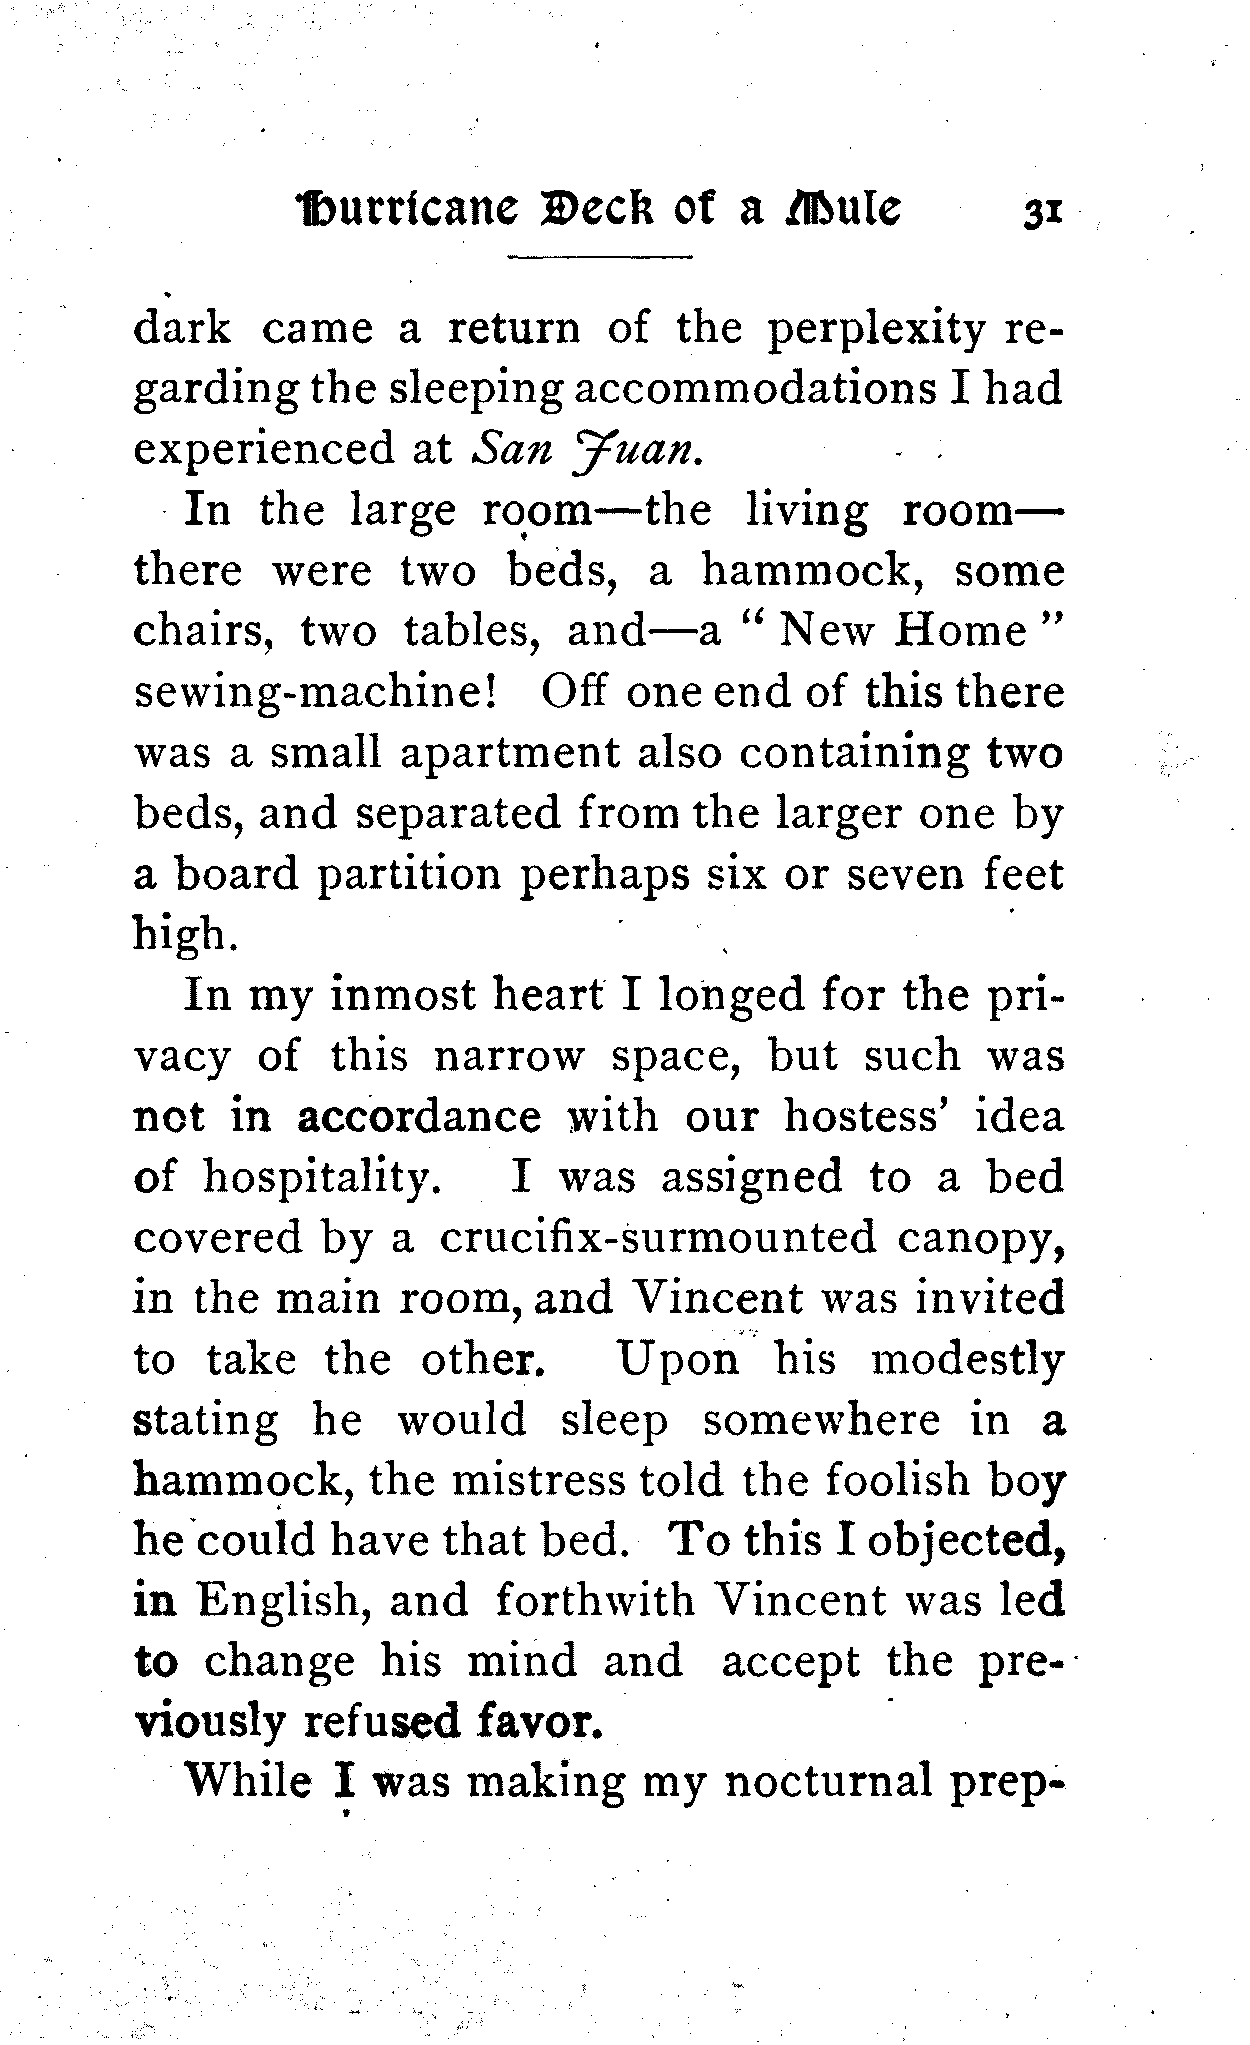 Hurricane Deck of a Mule 31
dark came a return of the perplexity re-
garding the sleeping accommodations I had
experienced at San Juan.
In the large room—the living room—
there were two beds, a hammock, some
chairs, two tables, and—a “ New Home ”
sewing-machine! Off one end of this there
was a small apartment also containing two
beds, and separated from the larger one by
a board partition perhaps six or seven feet
high.
In my inmost heart I longed for the pri-
vacy of this narrow space, but such was
not in accordance with our hostess’ idea
of hospitality. I was assigned to a bed
covered by a crucifix-surmounted canopy,
in the main room, and Vincent was invited
to take the other. Upon his modestly
stating he would sleep somewhere in a
hammock, the mistress told the foolish boy
he could have that bed. To this I objected,
in English, and forthwith Vincent was led
to change his mind and accept the pre-
viously refused favor.
While I was making my nocturnal prep-